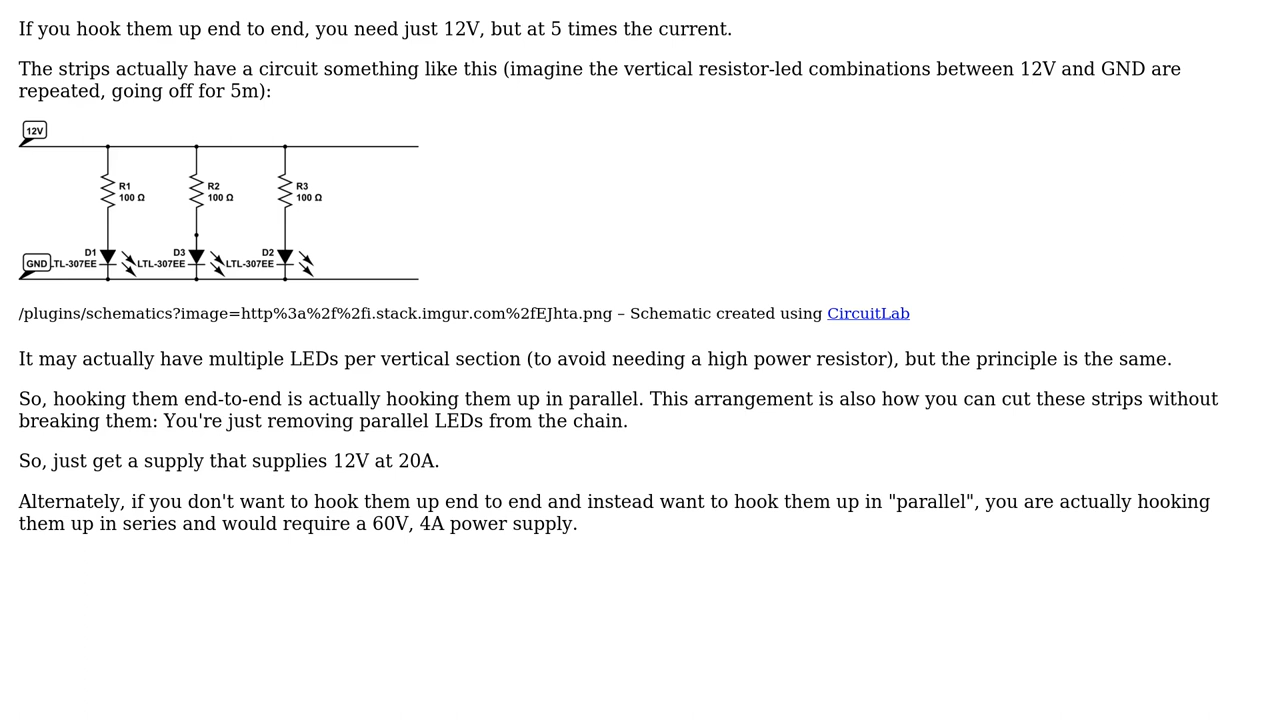 If you hook them up end to end, you need just 12V, but at 5 times the current.
The strips actually have a circuit something like this (imagine the vertical resistor-led combinations between 12V and GND are
repeated, going off for 5m):
12V
R1 R2 R3
100 Ω 100 Ω 100 Ω
D1 D3 D2
GND LTL-307EE LTL-307EE LTL-307EE
/plugins/schematics?image=http%3a%2f%2fi.stack.imgur.com%2fEJhta.png – Schematic created using CircuitLab
It may actually have multiple LEDs per vertical section (to avoid needing a high power resistor), but the principle is the same.
So, hooking them end-to-end is actually hooking them up in parallel. This arrangement is also how you can cut these strips without
breaking them: You're just removing parallel LEDs from the chain.
So, just get a supply that supplies 12V at 20A.
Alternately, if you don't want to hook them up end to end and instead want to hook them up in "parallel", you are actually hooking
them up in series and would require a 60V, 4A power supply.